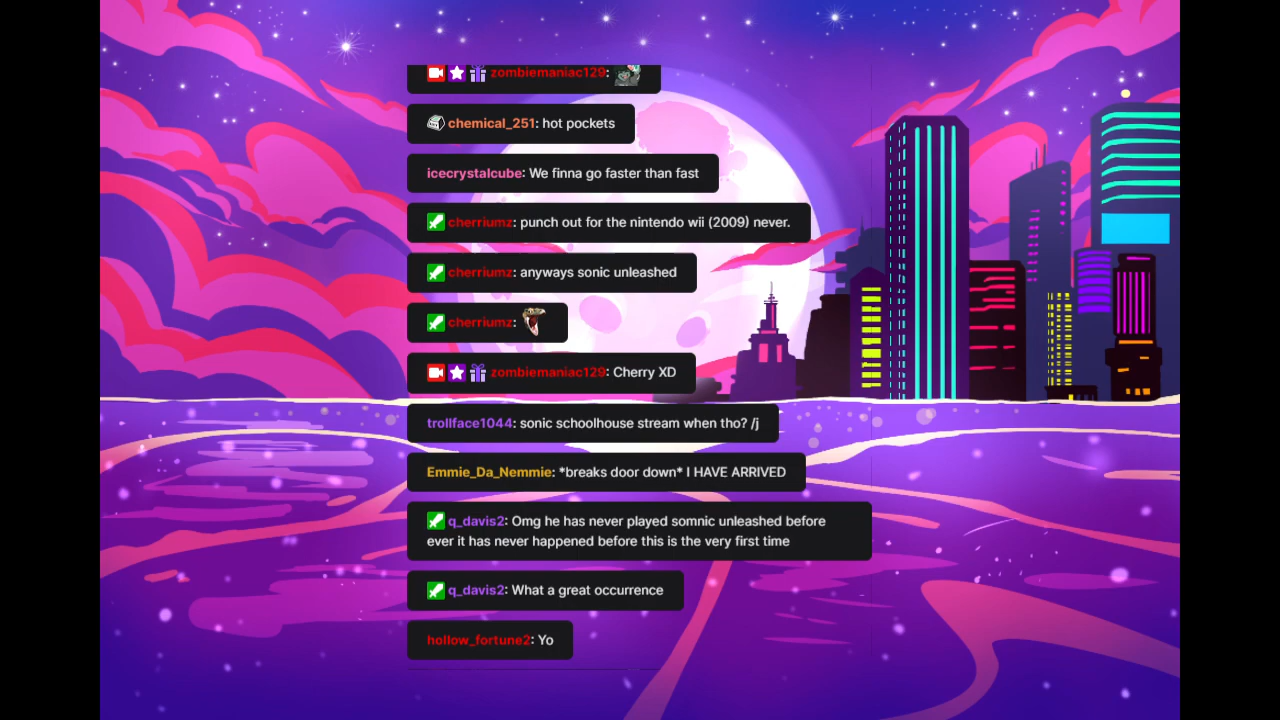 zombiemaniac129:
chemical_251: hot pockets
icecrystalcube: We finna go faster than fast
cherriumz: punch out for the nintendo wii (2009) never.
cherriumz: anyways sonic unleashed
cherriumz:
zombiemaniac129: Cherry XD
trollface1044: sonic schoolhouse stream when tho? /j
Emmie_Da_Nemmie: *breaks door down* I HAVE ARRIVED
q_davis2: Omg he has never played somnic unleashed before
ever it has never happened before this is the very first time
q_davis2: What a great occurrence
hollow_fortune2: Yo